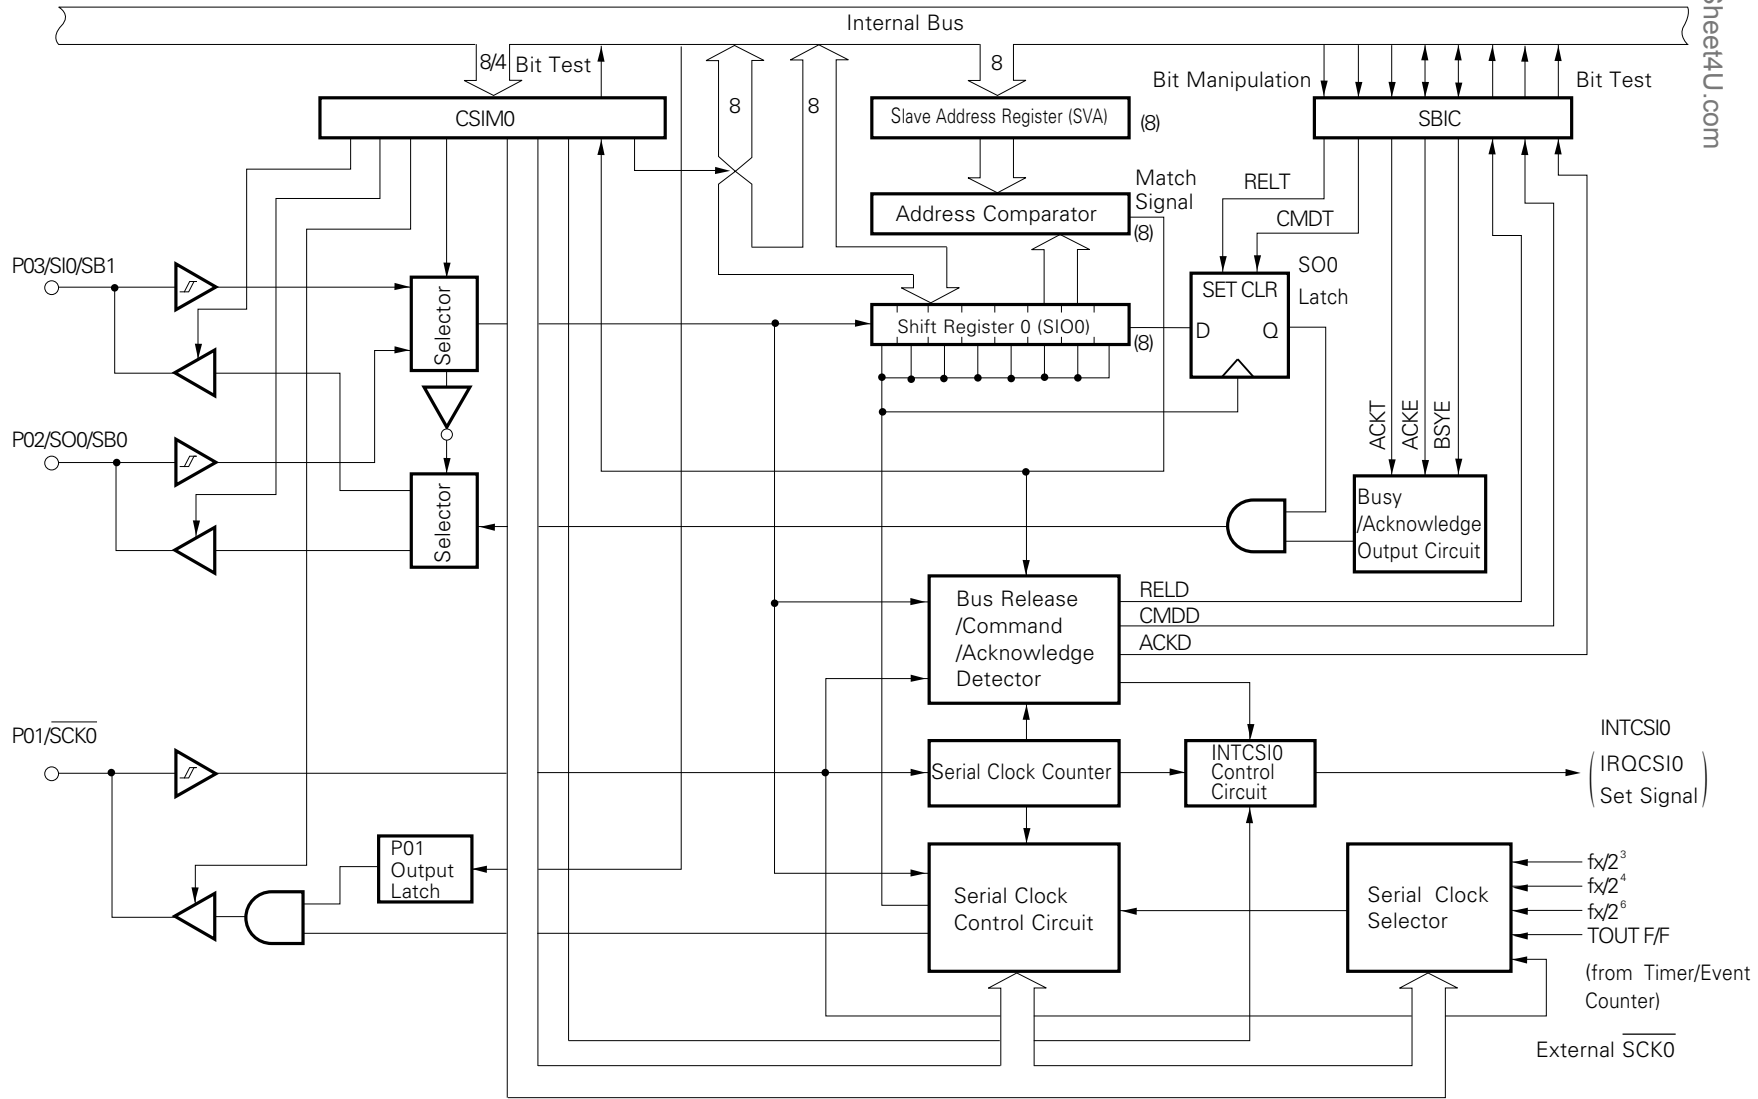 Internal Bus
Sheet4U.com
8/4
Bit Test
8
8
8
Bit Manipulation
Bit Test
CSIM0
Slave Address Register (SVA)
(8)
SBIC
Match
Signal
RELT
CMDT
Address Comparator
(8)
P03/SI0/SB1
Selector
SO0
Latch
SET CLR
D
Q
Shift Register 0 (SIO0)
(8)
ACKT
ACKE
BSYE
P02/SO0/SB0
Selector
Busy
/Acknowledge
Output Circuit
Bus Release
/Command
/Acknowledge
Detector
RELD
CMDD
ACKD
P01/SCK0
Serial Clock Counter
INTCSI0
Control
Circuit
INTCSI0
IRQCSI0
Set Signal
P01
Output
Latch
Serial Clock
Control Circuit
Serial Clock
Selector
fx/2³
fx/2⁴
fx/2⁶
TOUT F/F
(from Timer/Event
Counter)
External SCK0